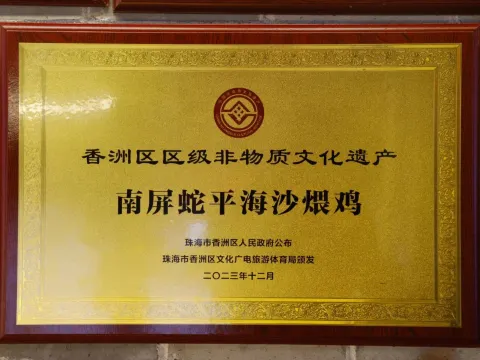 香洲区区级非物质文化遗产
南屏蛇平海沙煨鸡
珠海市香洲区人民政府公布
珠海市香洲区文化广电旅游体育局颁发
二〇二三年十二月